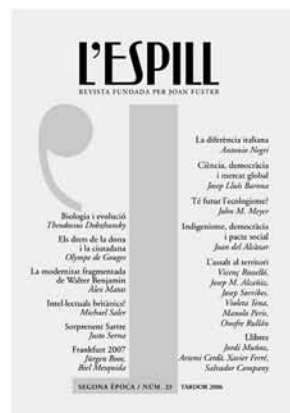 L'ESPILL
REVISTA FUNDADA PER JOAN FUSTER
La diferència italiana
Antonio Negri
Ciència, democràcia
i mercat global
Josep Lluís Barona
Té futur l'ecologisme?
John M. Meyer
Indigenisme, democràcia
i pacte social
Joan del Alcàzar
L'assalt al territori
Vicenç Rosselló,
Josep M. Alcañiz,
Josep Sorribes,
Violeta Tena,
Manola Peris,
Onofre Rullán
Llibres
Jordi Muñoz,
Artemi Cerdà, Xavier Ferré,
Salvador Company
Biologia i evolució
Theodosius Dobzhansky
Els drets de la dona
i la ciutadana
Olympe de Gouges
La modernitat fragmentada
de Walter Benjamin
Àlex Matas
Intel·lectuals britànics?
Michael Saler
Sorprenent Sartre
Justo Serna
Frankfurt 2007
Jürgen Boos,
Biel Mesquida
SEGONA ÈPOCA / NÚM. 23 TARDOR 2006